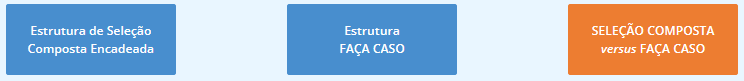 Estrutura de Seleção
Composta Encadeada
Estrutura
FAÇA CASO
SELEÇÃO COMPOSTA
versus FAÇA CASO